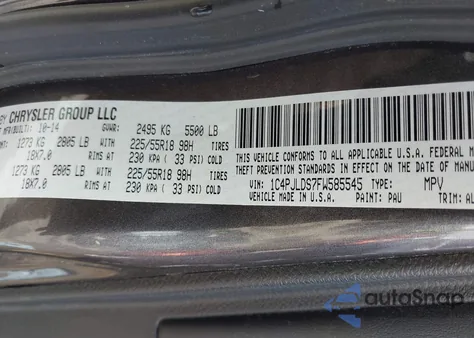 BY CHRYSLER GROUP LLC
MFR(BUILT): 10-14 GVWR: 2495 KG 5500 LB
1273 KG 2805 LB WITH 225/55R18 98H TIRES
18X7.0 RIMS AT 230 KPA ( 33 PSI) COLD
1273 KG 2805 LB WITH 225/55R18 98H TIRES
18X7.0 RIMS AT 230 KPA ( 33 PSI) COLD
THIS VEHICLE CONFORMS TO ALL APPLICABLE U.S.A. FEDERAL
THEFT PREVENTION STANDARDS IN EFFECT ON THE DATE OF MANU
VIN: 1C4PJLDS7FW585545 TYPE: MPV
VEHICLE MADE IN U.S.A. PAINT: PAU TRIM:
autoSnap